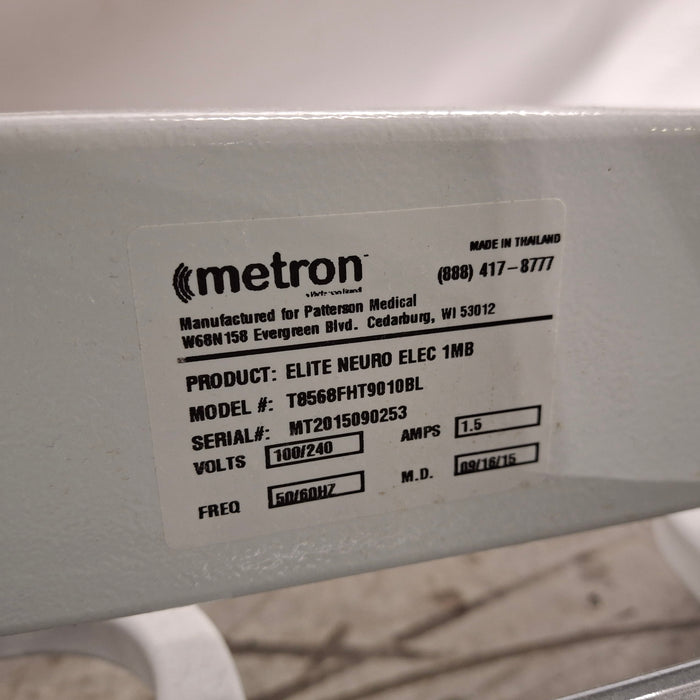 metron
MADE IN THAILAND
(888) 417-8777
Manufactured for Patterson Medical
W68N158 Evergreen Blvd. Cedarburg, WI 53012
PRODUCT: ELITE NEURO ELEC 1MB
MODEL #: T8568FHT9010BL
SERIAL#: MT2015090253
VOLTS 100/240 AMPS 1.5
FREQ 50/60HZ M.D. 09/16/15